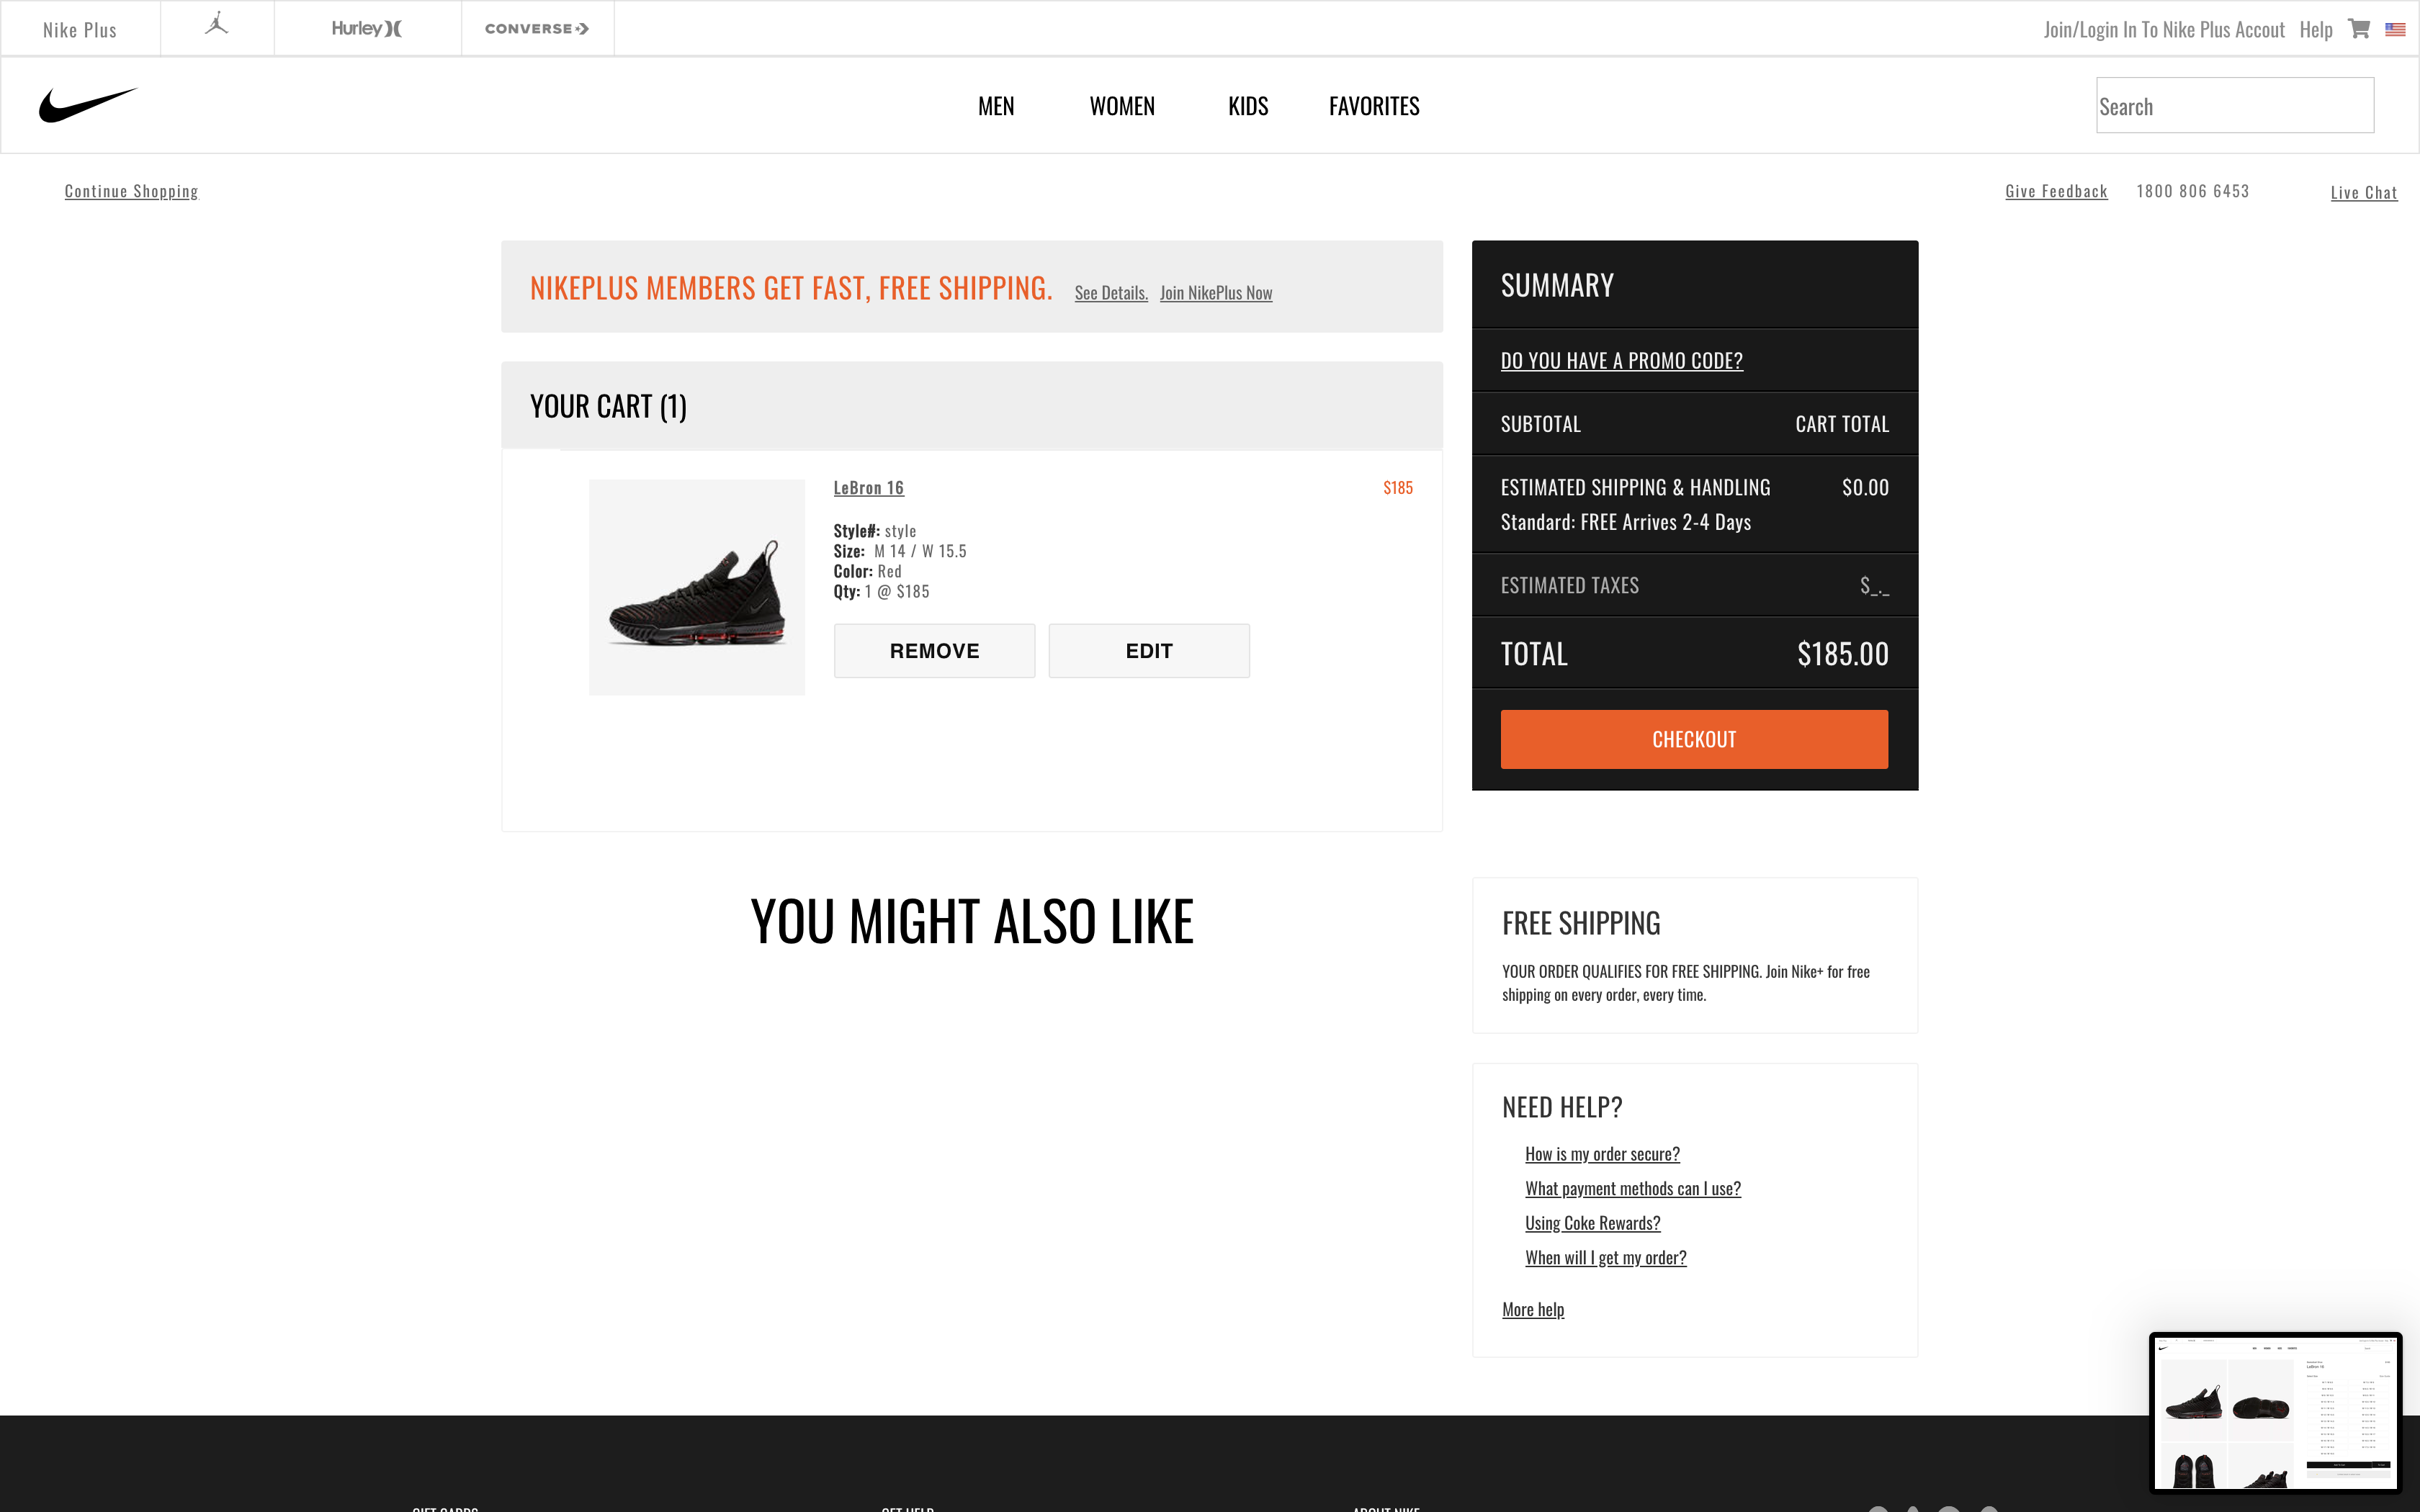 Nike Plus
Hurley
CONVERSE
Join/Login In To Nike Plus Accout
Help
MEN
WOMEN
KIDS
FAVORITES
Search
Continue Shopping
Give Feedback
1800 806 6453
Live Chat
NIKEPLUS MEMBERS GET FAST, FREE SHIPPING.
See Details.
Join NikePlus Now
YOUR CART (1)
LeBron 16
$185
Style#: style
Size: M 14 / W 15.5
Color: Red
Qty: 1 @ $185
REMOVE
EDIT
SUMMARY
DO YOU HAVE A PROMO CODE?
SUBTOTAL
CART TOTAL
ESTIMATED SHIPPING & HANDLING
$0.00
Standard: FREE Arrives 2-4 Days
ESTIMATED TAXES
$_._
TOTAL
$185.00
CHECKOUT
YOU MIGHT ALSO LIKE
FREE SHIPPING
YOUR ORDER QUALIFIES FOR FREE SHIPPING. Join Nike+ for free
shipping on every order, every time.
NEED HELP?
How is my order secure?
What payment methods can I use?
Using Coke Rewards?
When will I get my order?
More help
GIFT CARDS
GET HELP
ABOUT NIKE